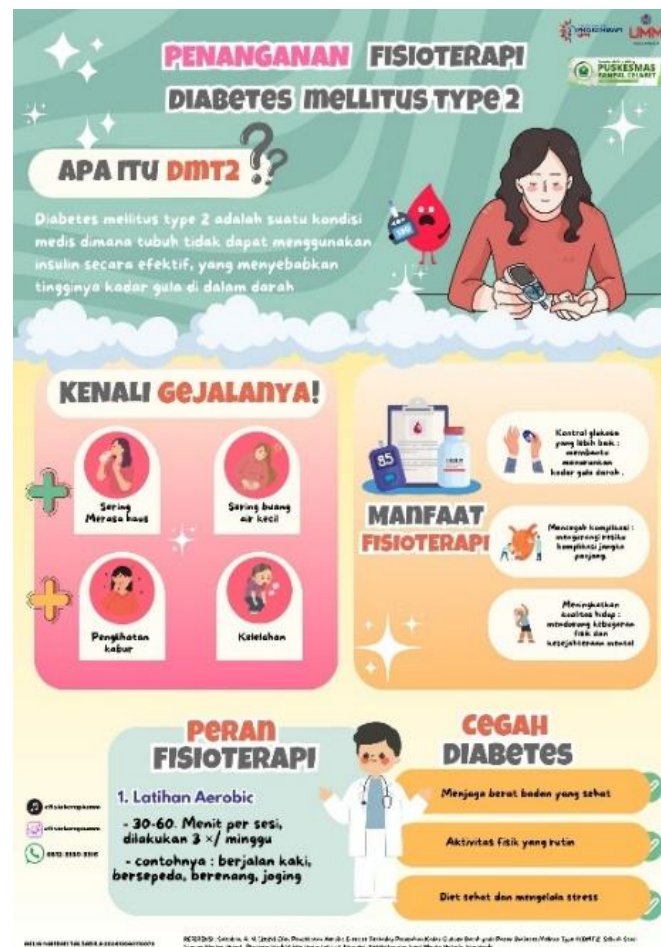 UMM
PUSKESMAS
PENANGANAN FISIOTERAPI
DIABETES MELLITUS TYPE 2
APA ITU DMT2 ??
Diabetes mellitus type 2 adalah suatu kondisi
medis dimana tubuh tidak dapat menggunakan
insulin secara efektif, yang menyebabkan
tingginya kadar gula di dalam darah
KENALI GEJALANYA!
Sering
Merasa haus
Sering buang
air kecil
Penglihatan
kabur
Kelelahan
85
MANFAAT
FISIOTERAPI
Kontrol glukosa
yang lebih baik :
membantu
menurunkan
kadar gula darah .
Mencegah komplikasi :
mengurangi risiko
komplikasi jangka
panjang.
Meningkatkan
kualitas hidup :
mendorong kebugaran
fisik dan
kesejahteraan mental
PERAN
FISIOTERAPI
1. Latihan Aerobic
- 30-60. Menit per sesi,
dilakukan 3 ×/ minggu
- contohnya : berjalan kaki,
bersepeda, berenang, joging
CEGAH
DIABETES
Menjaga berat badan yang sehat
Aktivitas fisik yang rutin
Diet sehat dan mengelola stress